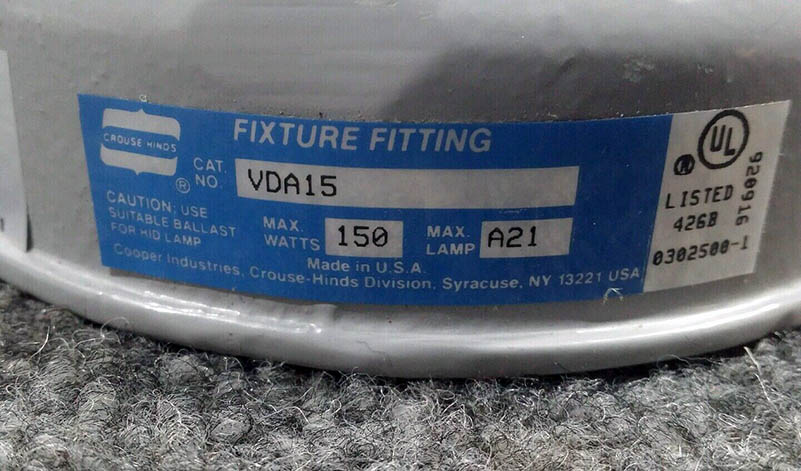 CROUSE HINDS
®
FIXTURE FITTING
CAT. NO. VDA15
CAUTION: USE
SUITABLE BALLAST
FOR HID LAMP
MAX. WATTS 150
MAX. LAMP A21
Made in U.S.A.
Cooper Industries, Crouse-Hinds Division, Syracuse, NY 13221 USA
UL
LISTED
426B
0302500-1
920916